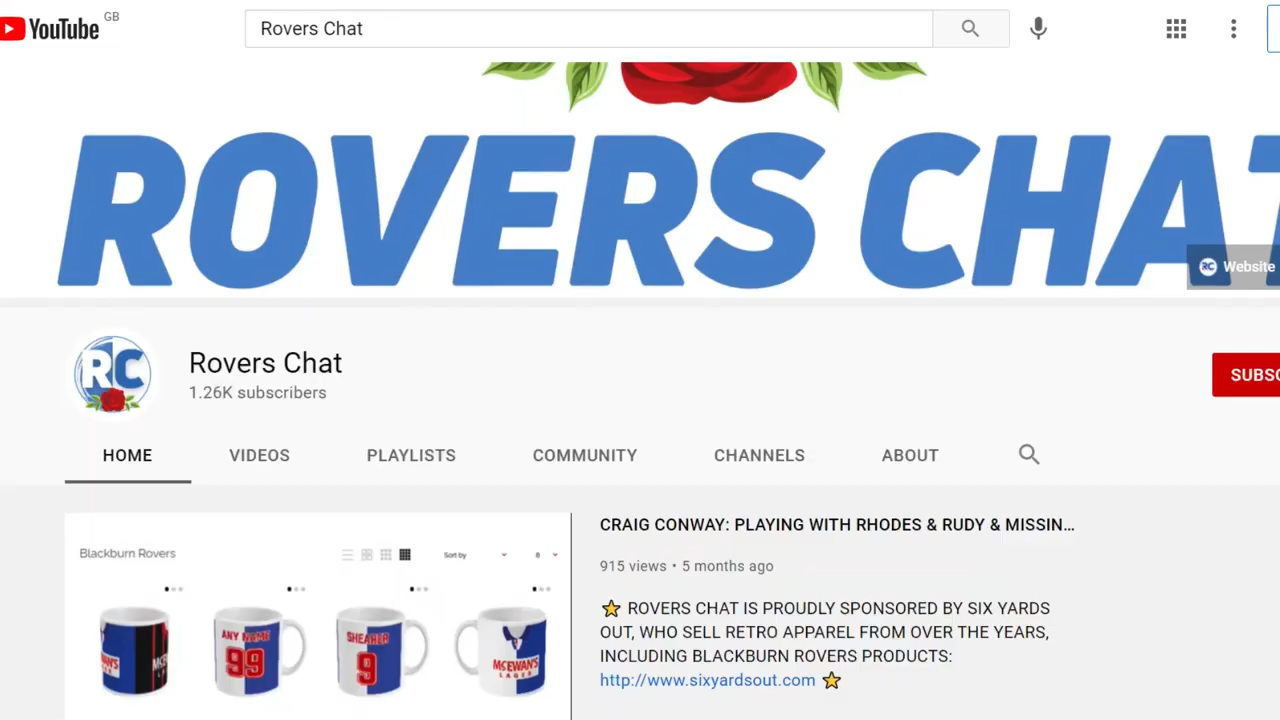 YouTube GB
Rovers Chat
ROVERS CHAT
RC Website
RC
Rovers Chat
1.26K subscribers
SUBSC
HOME VIDEOS PLAYLISTS COMMUNITY CHANNELS ABOUT
CRAIG CONWAY: PLAYING WITH RHODES & RUDY & MISSIN...
915 views • 5 months ago
⭐ ROVERS CHAT IS PROUDLY SPONSORED BY SIX YARDS
OUT, WHO SELL RETRO APPAREL FROM OVER THE YEARS,
INCLUDING BLACKBURN ROVERS PRODUCTS:
http://www.sixyardsout.com ⭐
Blackburn Rovers Sort by 8
ANY NAME
99
SHEARER
9
McEWAN'S
LAGER